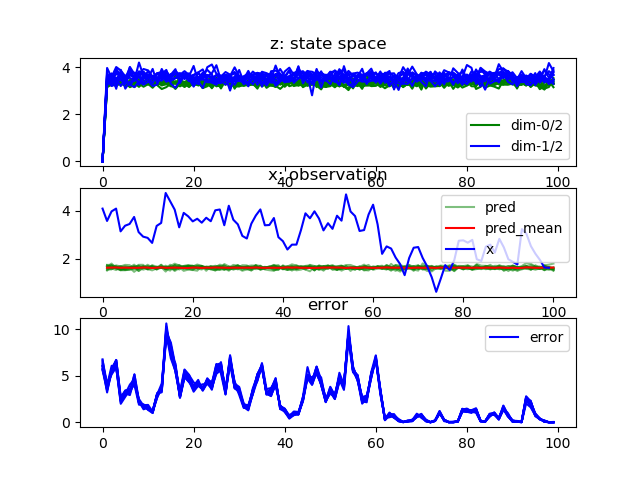 z: state space
4
2
0
dim-0/2
dim-1/2
0 20 40 60 80 100
x: observation
4
2
pred
pred_mean
x
0 20 40 60 80 100
error
10
5
0
error
0 20 40 60 80 100